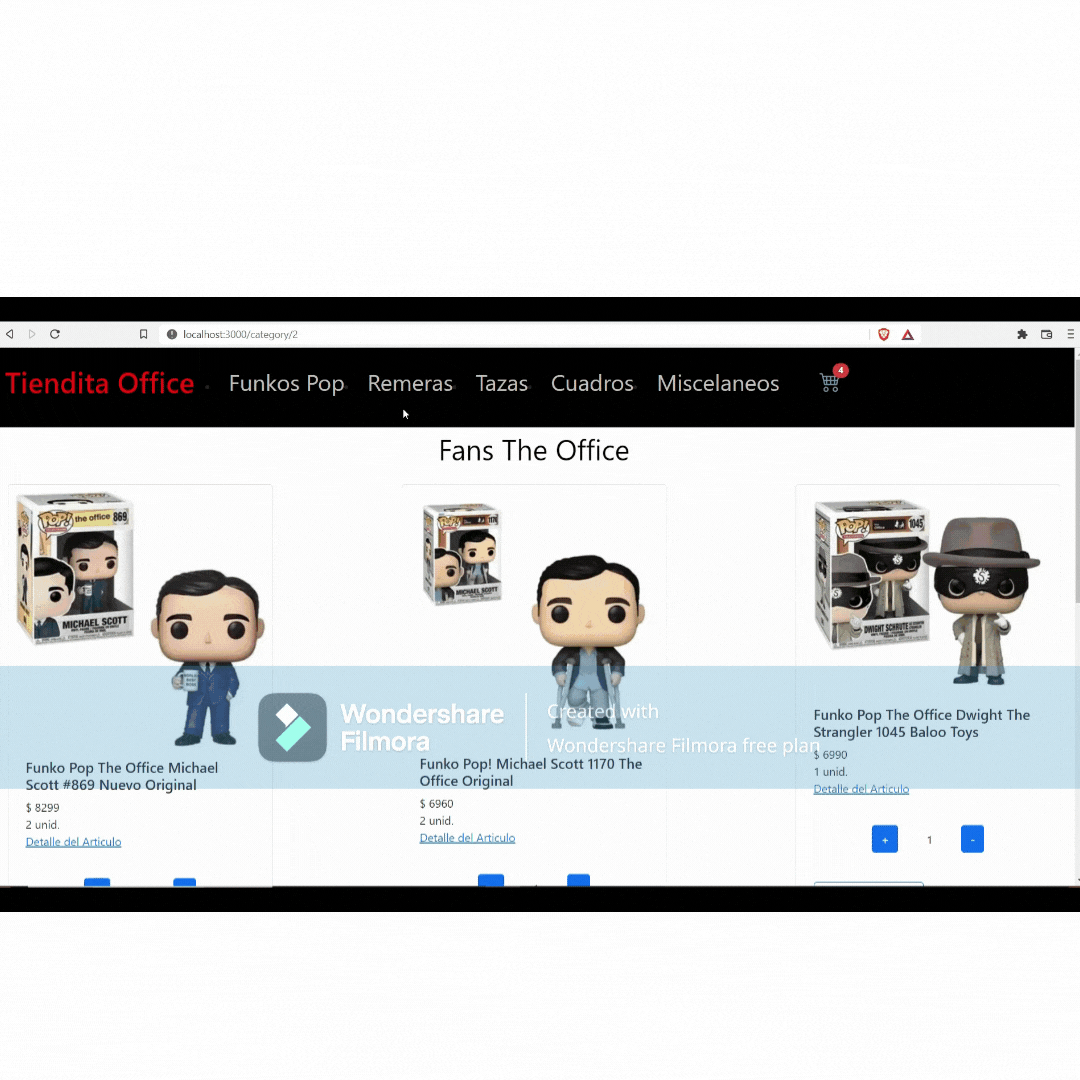 localhost:3000/category/2
Tiendita Office
Funkos Pop
Remeras
Tazas
Cuadros
Miscelaneos
4
Fans The Office
POP!
the office
869
MICHAEL SCOTT
POP!
MICHAEL SCOTT
POP!
1045
DWIGHT SCHRUTE
Wondershare
Filmora
Created with
Wondershare Filmora free plan
Funko Pop The Office Michael
Scott #869 Nuevo Original
$ 8299
2 unid.
Detalle del Articulo
Funko Pop! Michael Scott 1170 The
Office Original
$ 6960
2 unid.
Detalle del Articulo
Funko Pop The Office Dwight The
Strangler 1045 Baloo Toys
$ 6990
1 unid.
Detalle del Articulo
+ 1 -